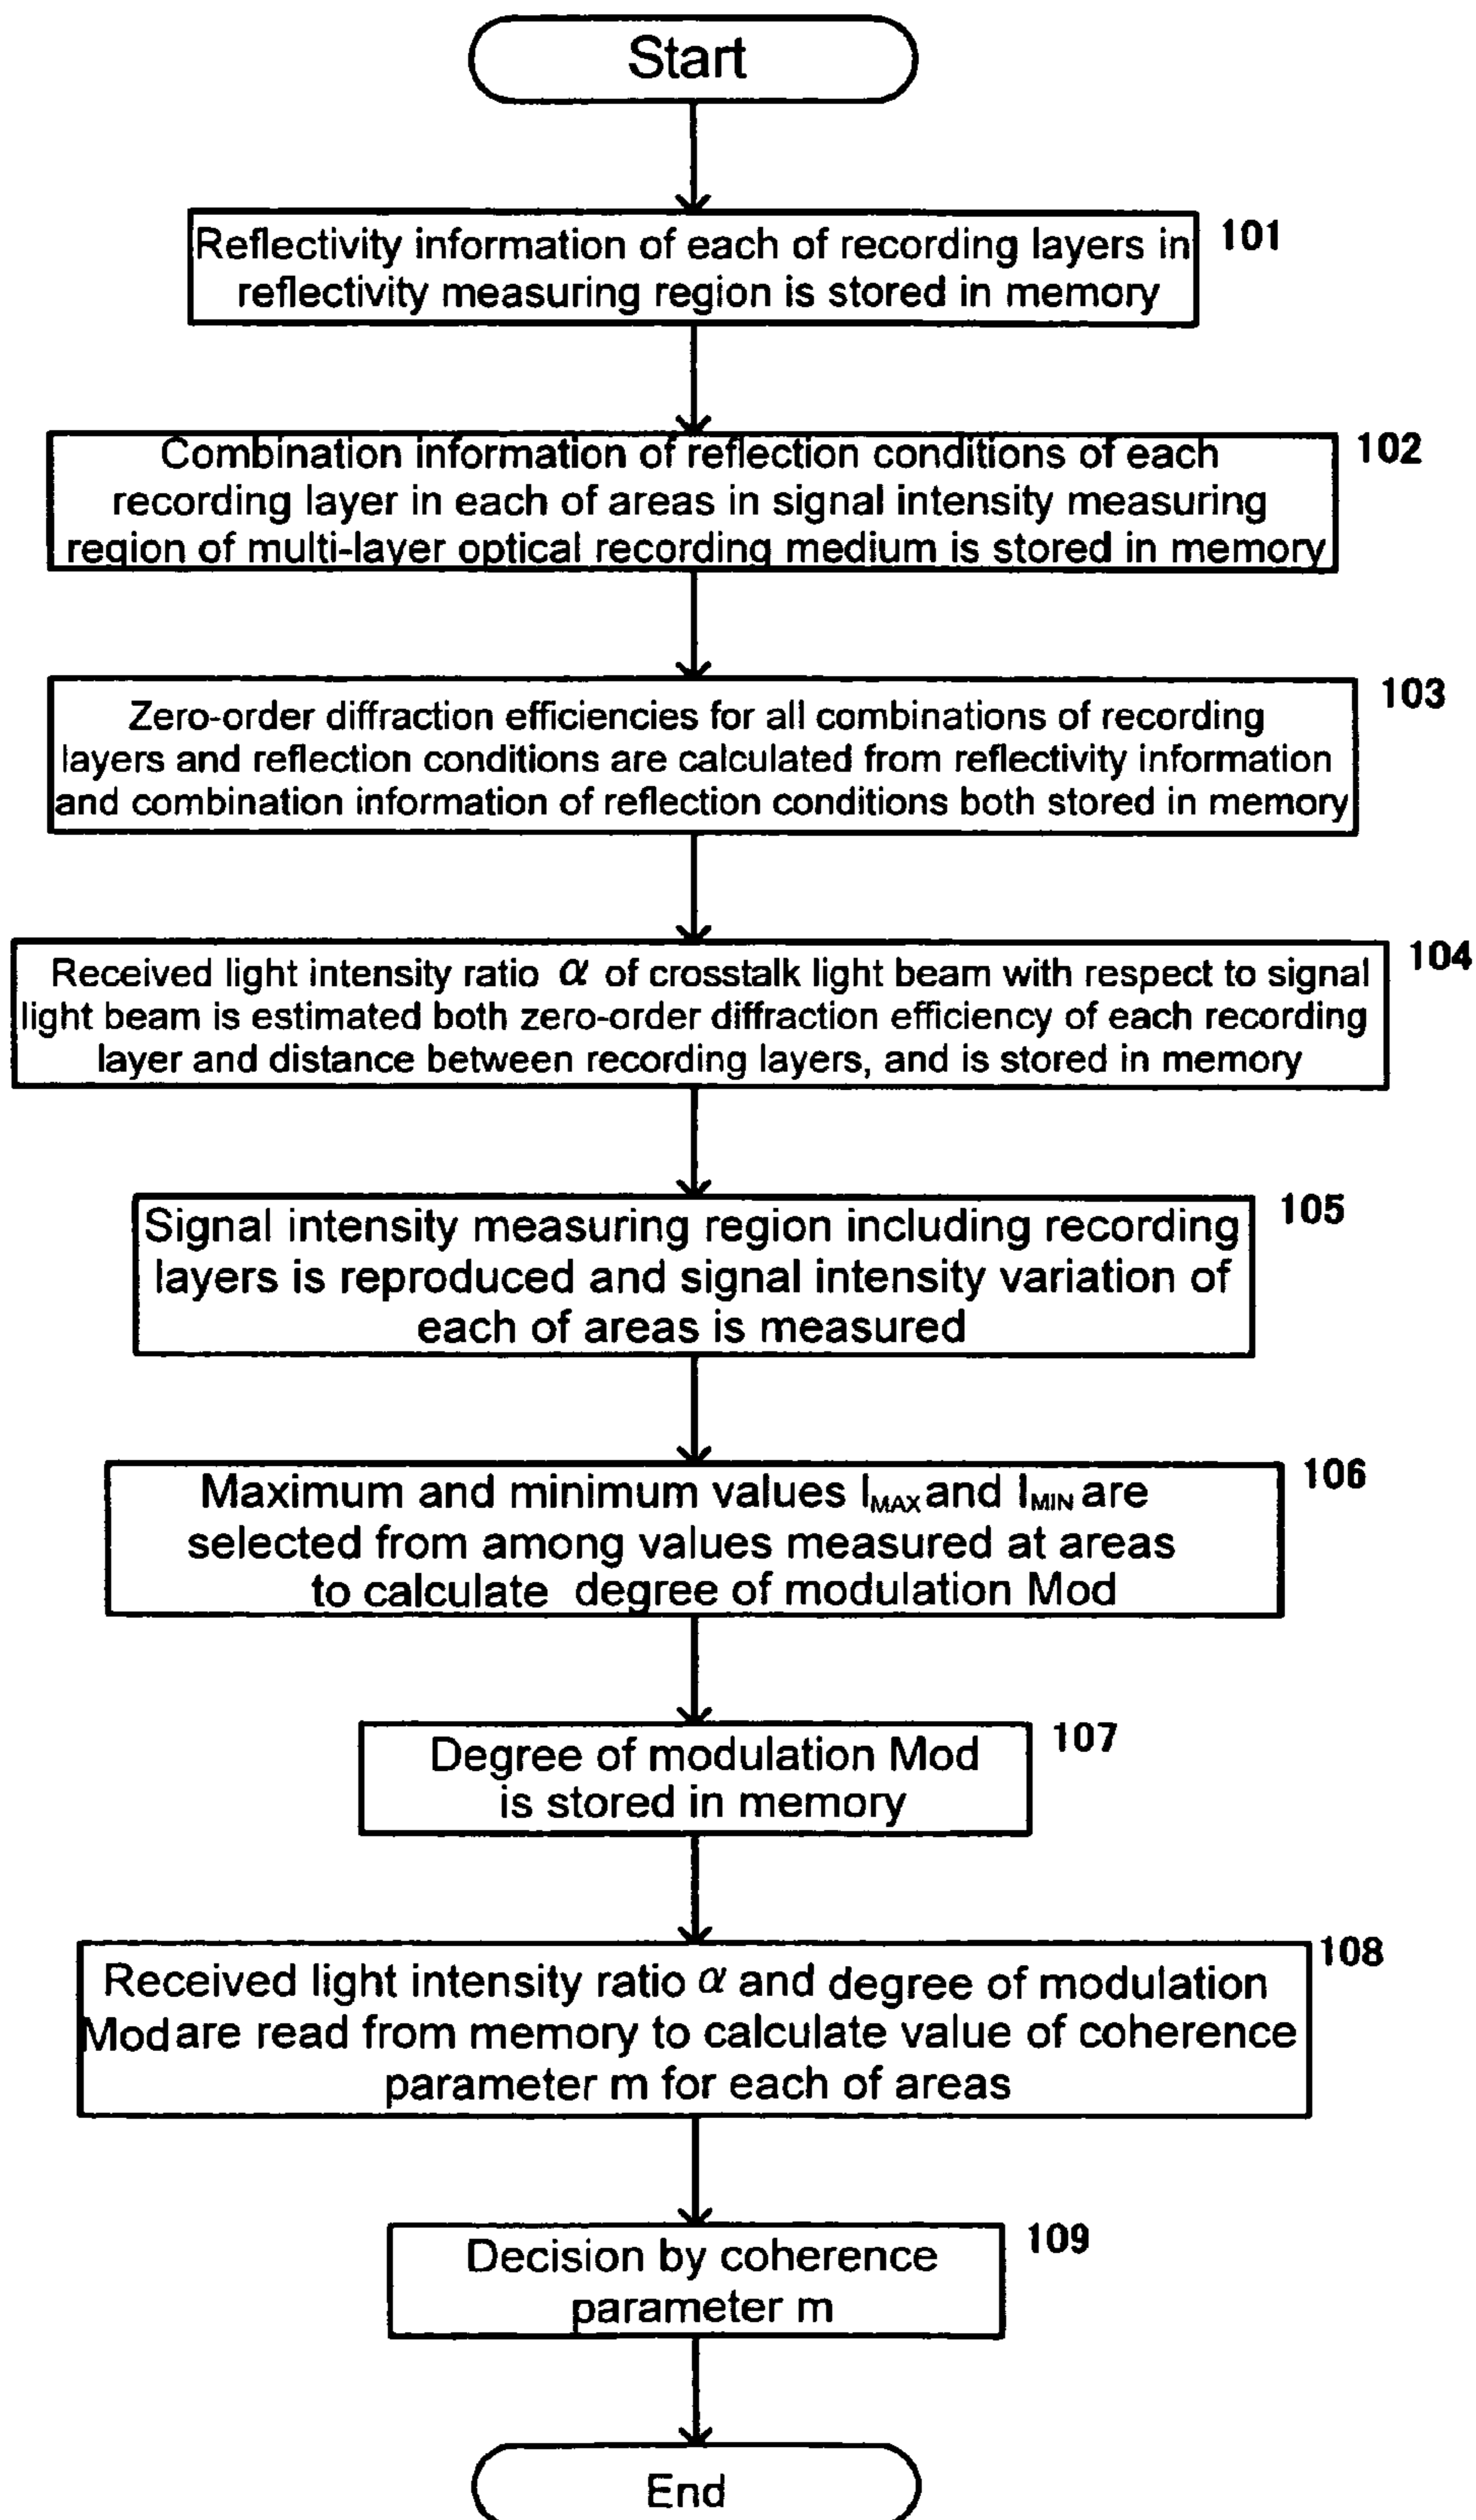 Start
Reflectivity information of each of recording layers in
reflectivity measuring region is stored in memory
101
Combination information of reflection conditions of each
recording layer in each of areas in signal intensity measuring
region of multi-layer optical recording medium is stored in memory
102
Zero-order diffraction efficiencies for all combinations of recording
layers and reflection conditions are calculated from reflectivity information
and combination information of reflection conditions both stored in memory
103
Received light intensity ratio α of crosstalk light beam with respect to signal
light beam is estimated both zero-order diffraction efficiency of each recording
layer and distance between recording layers, and is stored in memory
104
Signal intensity measuring region including recording
layers is reproduced and signal intensity variation of
each of areas is measured
105
Maximum and minimum values IMAX and IMIN are
selected from among values measured at areas
to calculate degree of modulation Mod
106
Degree of modulation Mod
is stored in memory
107
Received light intensity ratio α and degree of modulation
Mod are read from memory to calculate value of coherence
parameter m for each of areas
108
Decision by coherence
parameter m
109
End